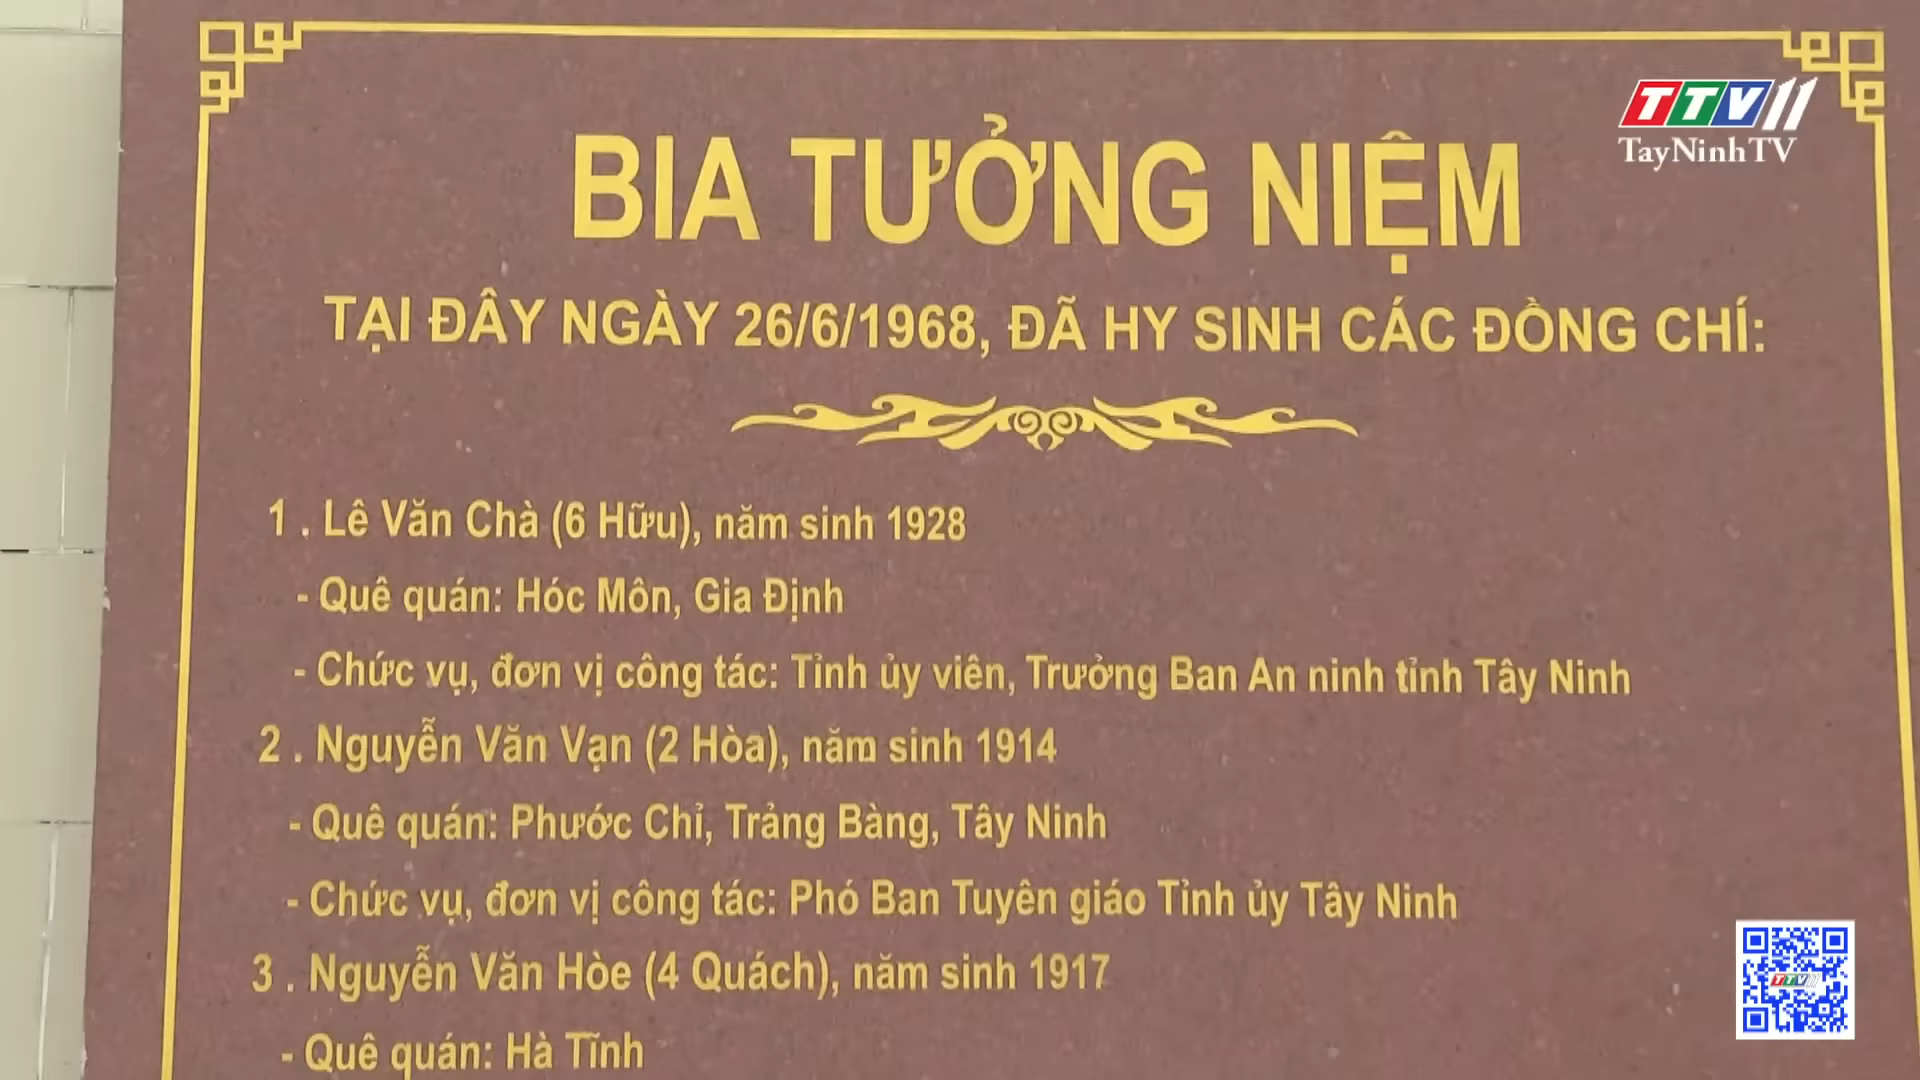 TTV11
TayNinhTV
BIA TƯỞNG NIỆM
TẠI ĐÂY NGÀY 26/6/1968, ĐÃ HY SINH CÁC ĐỒNG CHÍ:
1 . Lê Văn Chà (6 Hữu), năm sinh 1928
- Quê quán: Hóc Môn, Gia Định
- Chức vụ, đơn vị công tác: Tỉnh ủy viên, Trưởng Ban An ninh tỉnh Tây Ninh
2 . Nguyễn Văn Vạn (2 Hòa), năm sinh 1914
- Quê quán: Phước Chỉ, Trảng Bàng, Tây Ninh
- Chức vụ, đơn vị công tác: Phó Ban Tuyên giáo Tỉnh ủy Tây Ninh
3 . Nguyễn Văn Hòe (4 Quách), năm sinh 1917
- Quê quán: Hà Tĩnh
TTV11